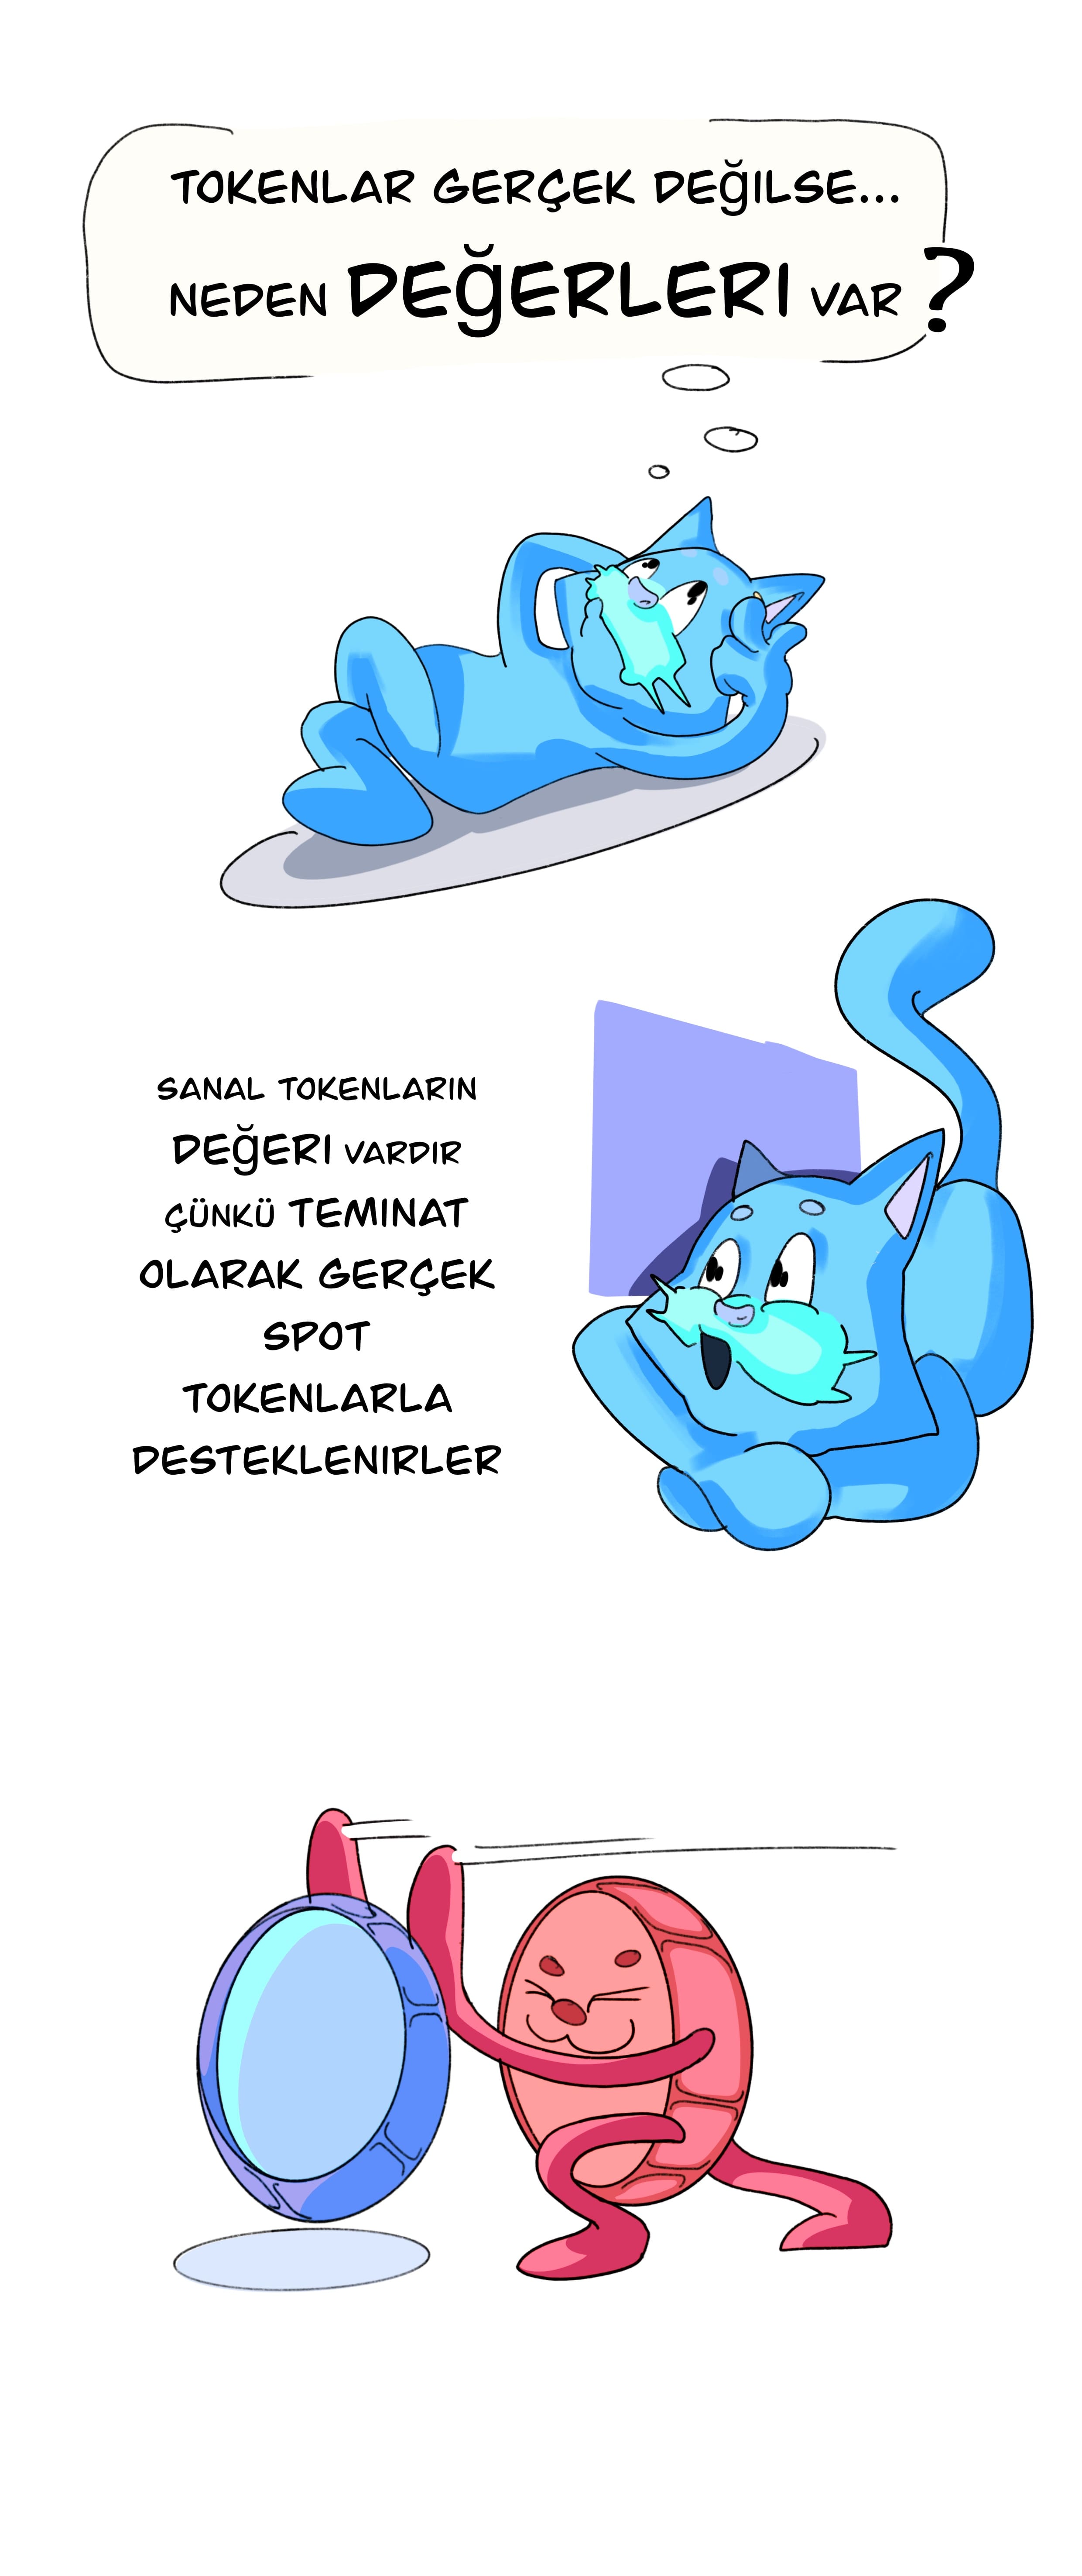 TOKENLAR GERÇEK DEğILSE...
NEDEN DEğERLERI VAR?
SANAL TOKENLARIN
DEğERI VARDIR
ÇÜNKÜ TEMINAT
OLARAK GERÇEK
SPOT
TOKENLARLA
DESTEKLENIRLER